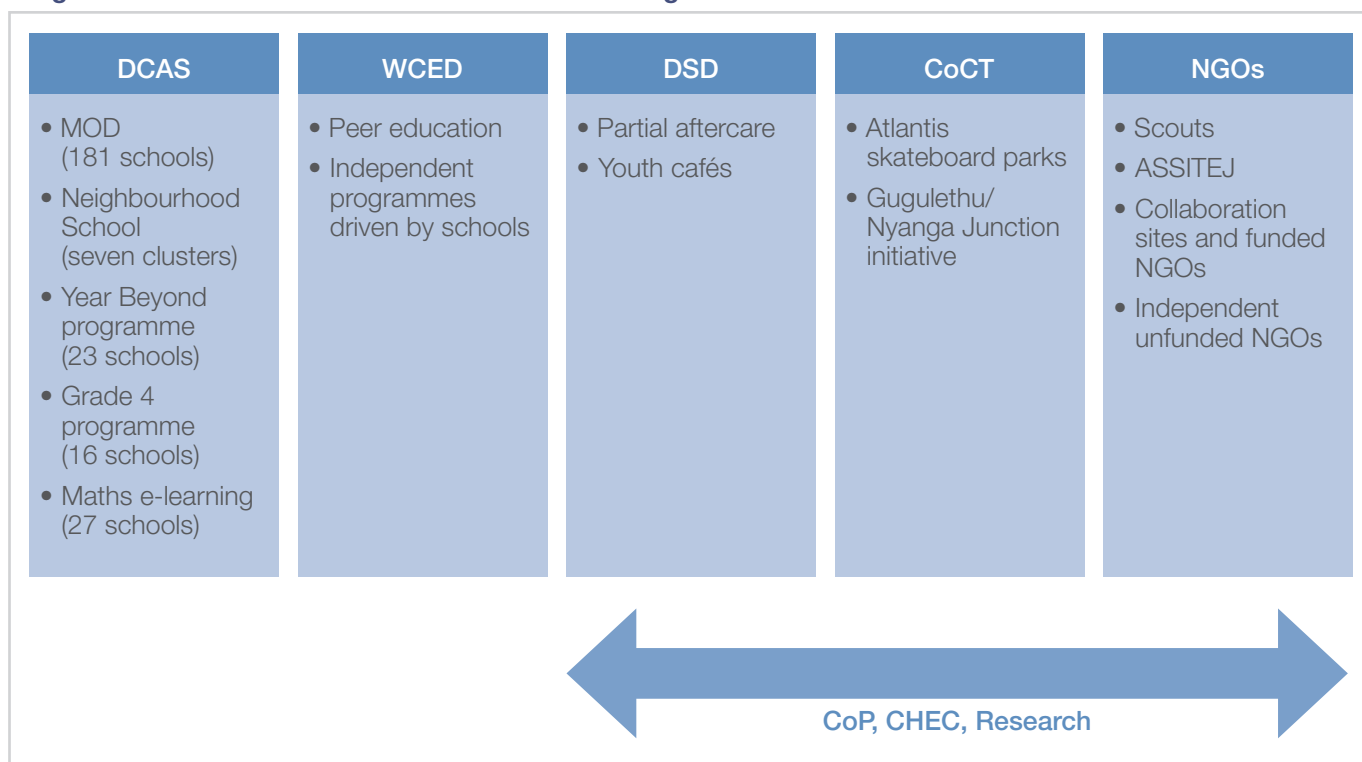 DCAS
• MOD
(181 schools)
• Neighbourhood
School
(seven clusters)
• Year Beyond
programme
(23 schools)
• Grade 4
programme
(16 schools)
• Maths e-learning
(27 schools)
WCED
• Peer education
• Independent
programmes
driven by schools
DSD
• Partial aftercare
• Youth cafés
CoCT
• Atlantis
skateboard parks
• Gugulethu/
Nyanga Junction
initiative
NGOs
• Scouts
• ASSITEJ
• Collaboration
sites and funded
NGOs
• Independent
unfunded NGOs
CoP, CHEC, Research